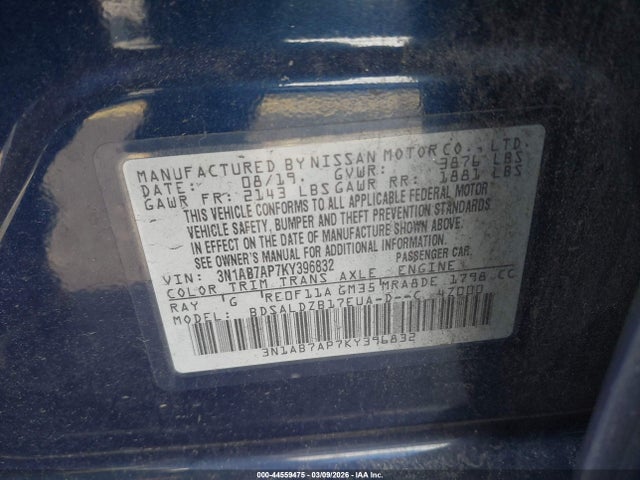 MANUFACTURED BY NISSAN MOTOR CO., LTD.
DATE: 08/19. GVWR: 3876 LBS
GAWR FR: 2143 LBS GAWR RR: 1881 LBS
THIS VEHICLE CONFORMS TO ALL APPLICABLE FEDERAL MOTOR
VEHICLE SAFETY, BUMPER AND THEFT PREVENTION STANDARDS
IN EFFECT ON THE DATE OF MANUFACTURE SHOWN ABOVE.
SEE OWNER'S MANUAL FOR ADDITIONAL INFORMATION.
VIN: 3N1AB7AP7KY396832 PASSENGER CAR.
COLOR TRIM TRANS AXLE ENGINE
RAY G RE0F11A GM35 MRA8DE 1798 CC
MODEL: BDSALDZB17EUA-D--C 47000
3N1AB7AP7KY396832
000-44559475 | 03/09/2026 | IAA Inc.